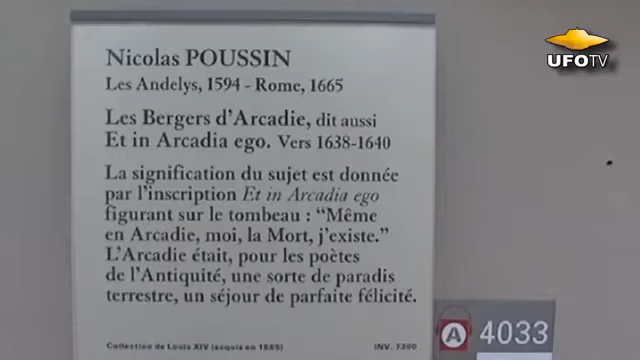 Nicolas POUSSIN
Les Andelys, 1594 - Rome, 1665
Les Bergers d'Arcadie, dit aussi
Et in Arcadia ego. Vers 1638-1640
La signification du sujet est donnée
par l'inscription Et in Arcadia ego
figurant sur le tombeau : “Même
en Arcadie, moi, la Mort, j'existe.”
L'Arcadie était, pour les poètes
de l'Antiquité, une sorte de paradis
terrestre, un séjour de parfaite félicité.
Collection de Louis XIV (acquis en 1685)
INV. 7300
A 4033
UFOTV